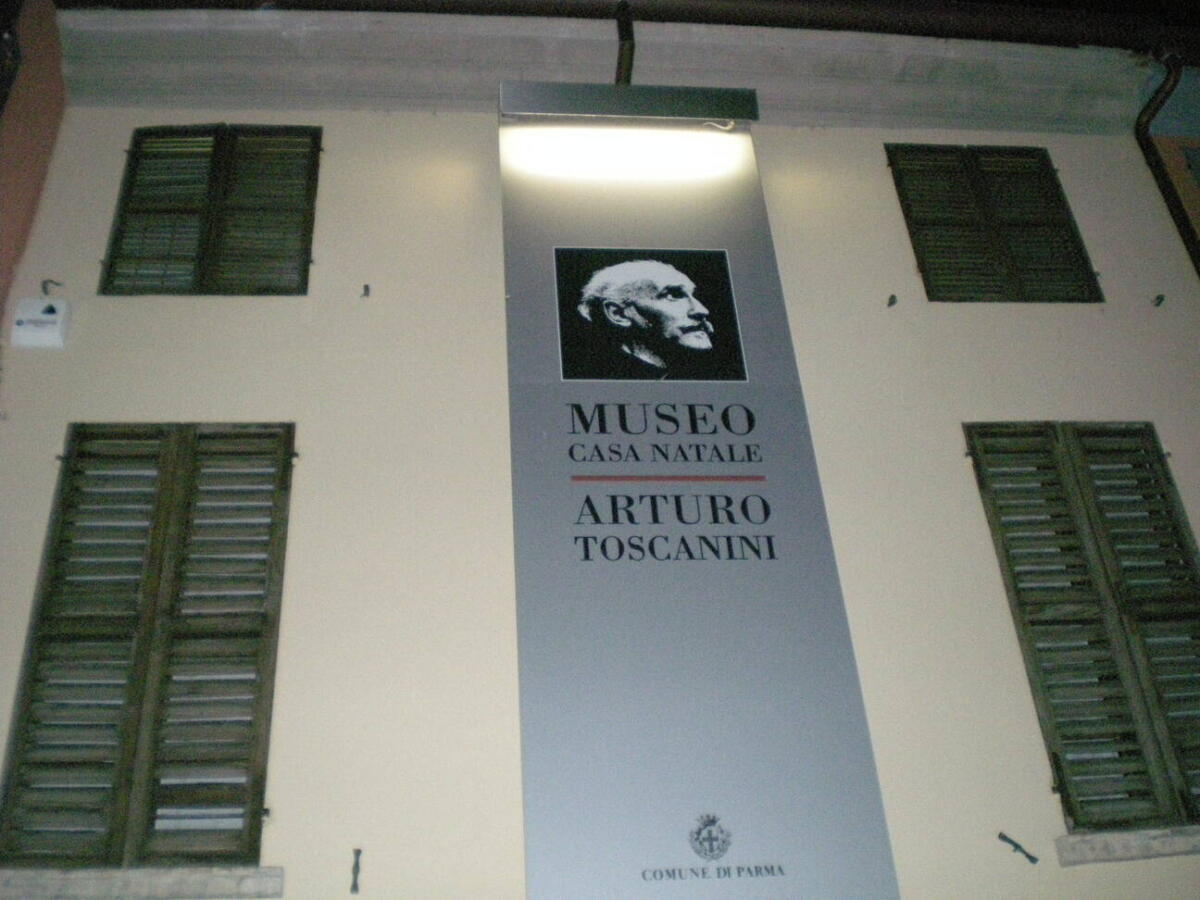 MUSEO
CASA NATALE
ARTURO
TOSCANINI
COMUNE DI PARMA